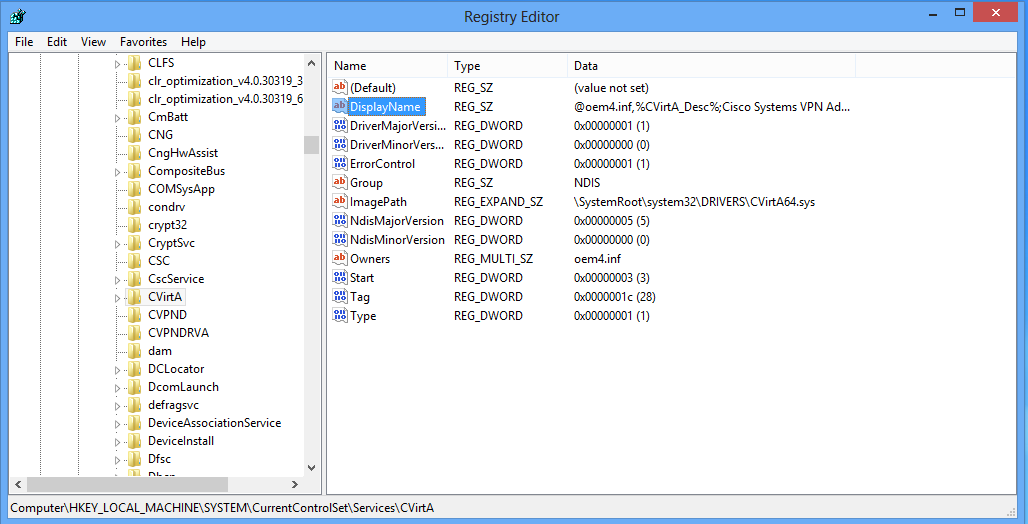 Registry Editor
File Edit View Favorites Help
CLFS
clr_optimization_v4.0.30319_3
clr_optimization_v4.0.30319_6
CmBatt
CNG
CngHwAssist
CompositeBus
COMSysApp
condrv
crypt32
CryptSvc
CSC
CscService
CVirtA
CVPND
CVPNDRVA
dam
DCLocator
DcomLaunch
defragsvc
DeviceAssociationService
DeviceInstall
Dfsc
Name Type Data
(Default) REG_SZ (value not set)
DisplayName REG_SZ @oem4.inf,%CVirtA_Desc%;Cisco Systems VPN Ad...
DriverMajorVersi... REG_DWORD 0x00000001 (1)
DriverMinorVers... REG_DWORD 0x00000000 (0)
ErrorControl REG_DWORD 0x00000001 (1)
Group REG_SZ NDIS
ImagePath REG_EXPAND_SZ \SystemRoot\system32\DRIVERS\CVirtA64.sys
NdisMajorVersion REG_DWORD 0x00000005 (5)
NdisMinorVersion REG_DWORD 0x00000000 (0)
Owners REG_MULTI_SZ oem4.inf
Start REG_DWORD 0x00000003 (3)
Tag REG_DWORD 0x0000001c (28)
Type REG_DWORD 0x00000001 (1)
Computer\HKEY_LOCAL_MACHINE\SYSTEM\CurrentControlSet\Services\CVirtA